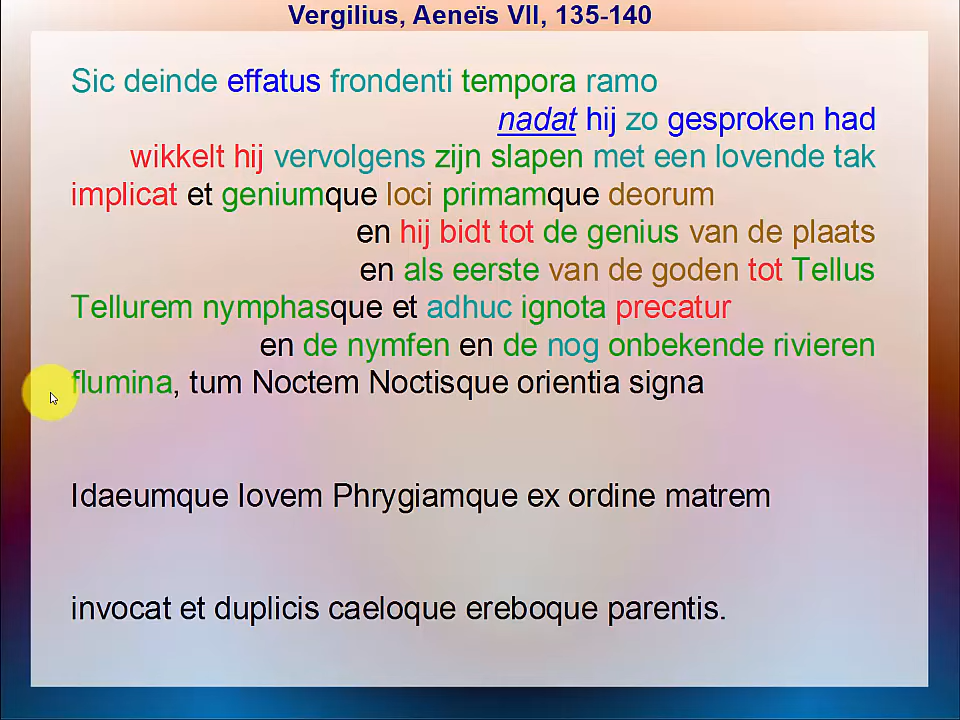 Vergilius, Aeneïs VII, 135-140
Sic deinde effatus frondenti tempora ramo
nadat hij zo gesproken had
wikkelt hij vervolgens zijn slapen met een lovende tak
implicat et geniumque loci primamque deorum
en hij bidt tot de genius van de plaats
en als eerste van de goden tot Tellus
Tellurem nymphasque et adhuc ignota precatur
en de nymfen en de nog onbekende rivieren
flumina, tum Noctem Noctisque orientia signa
Idaeumque Iovem Phrygiamque ex ordine matrem
invocat et duplicis caeloque ereboque parentis.